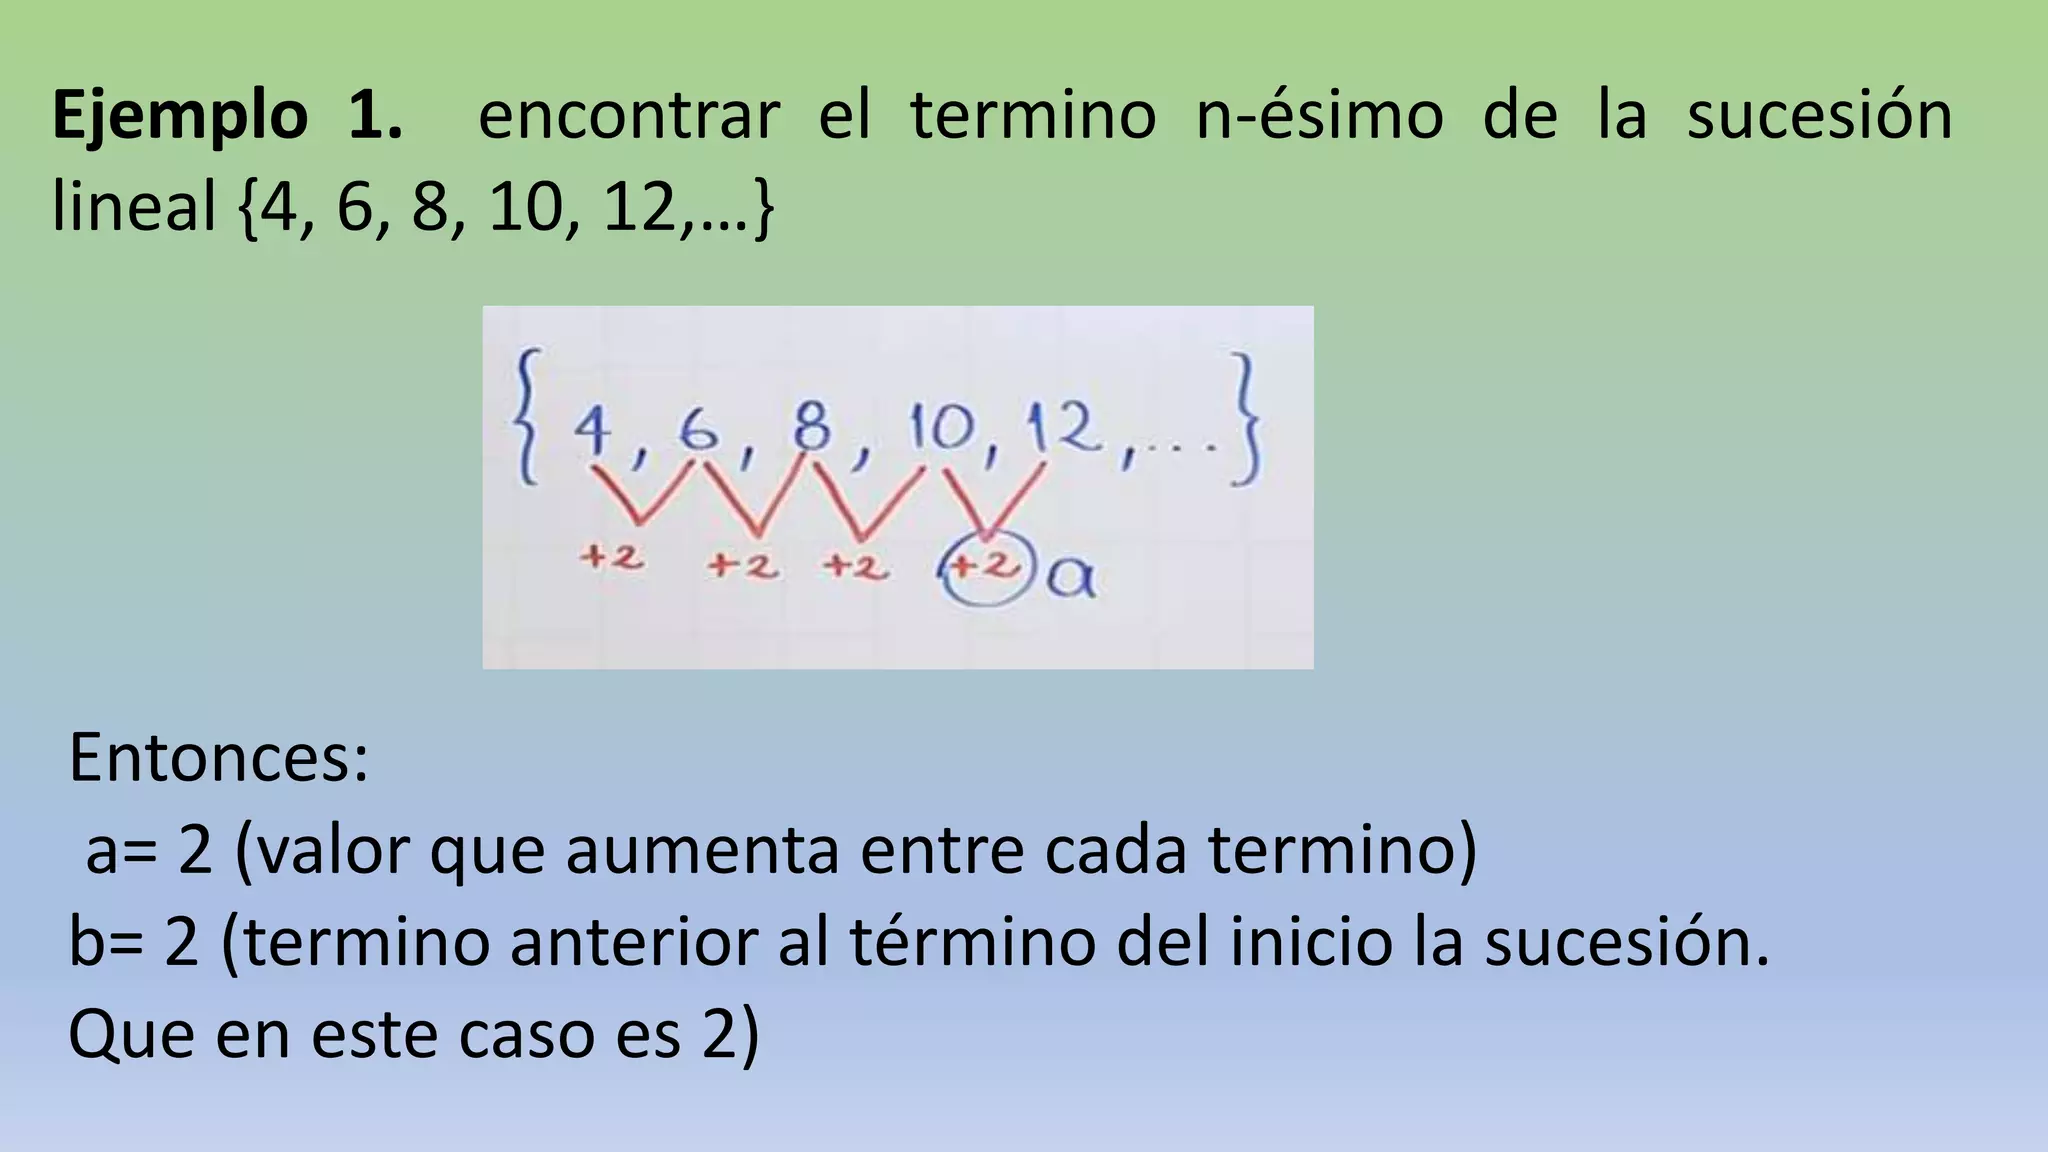 Ejemplo 1. encontrar el termino n-ésimo de la sucesión
lineal {4, 6, 8, 10, 12,...}
{4, 6, 8, 10, 12, ...}
+2 +2 +2 +2 a
Entonces:
a= 2 (valor que aumenta entre cada termino)
b= 2 (termino anterior al término del inicio la sucesión.
Que en este caso es 2)